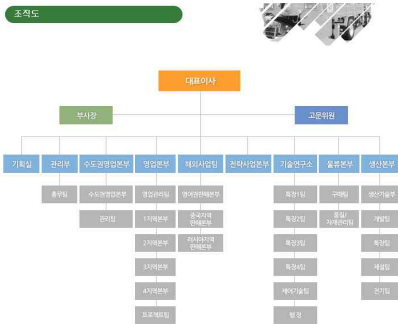 조직도
대표이사
부사장
고문위원
기획실
관리부
수도권영업본부
영업본부
해외사업팀
전략사업본부
기술연구소
물류본부
생산본부
총무팀
수도권영업본부
영업관리팀
영어권판매본부
특장1팀
구매팀
생산기술부
관리팀
1지역본부
중국지역
판매본부
특장2팀
품질/
자재관리팀
개발팀
2지역본부
러시아지역
판매본부
특장3팀
특장팀
3지역본부
특장4팀
제설팀
4지역본부
제어기술팀
전기팀
프로젝트팀
행 정